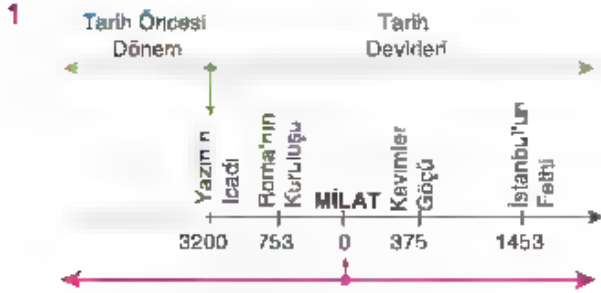 1
Tarih Öncesi
Dönem
Tarih
Devirleri
Yazının
İcadı
Roma'nın
Kuruluşu
MİLAT
Kavimler
Göçü
İstanbul'un
Fethi
3200
753
0
375
1453